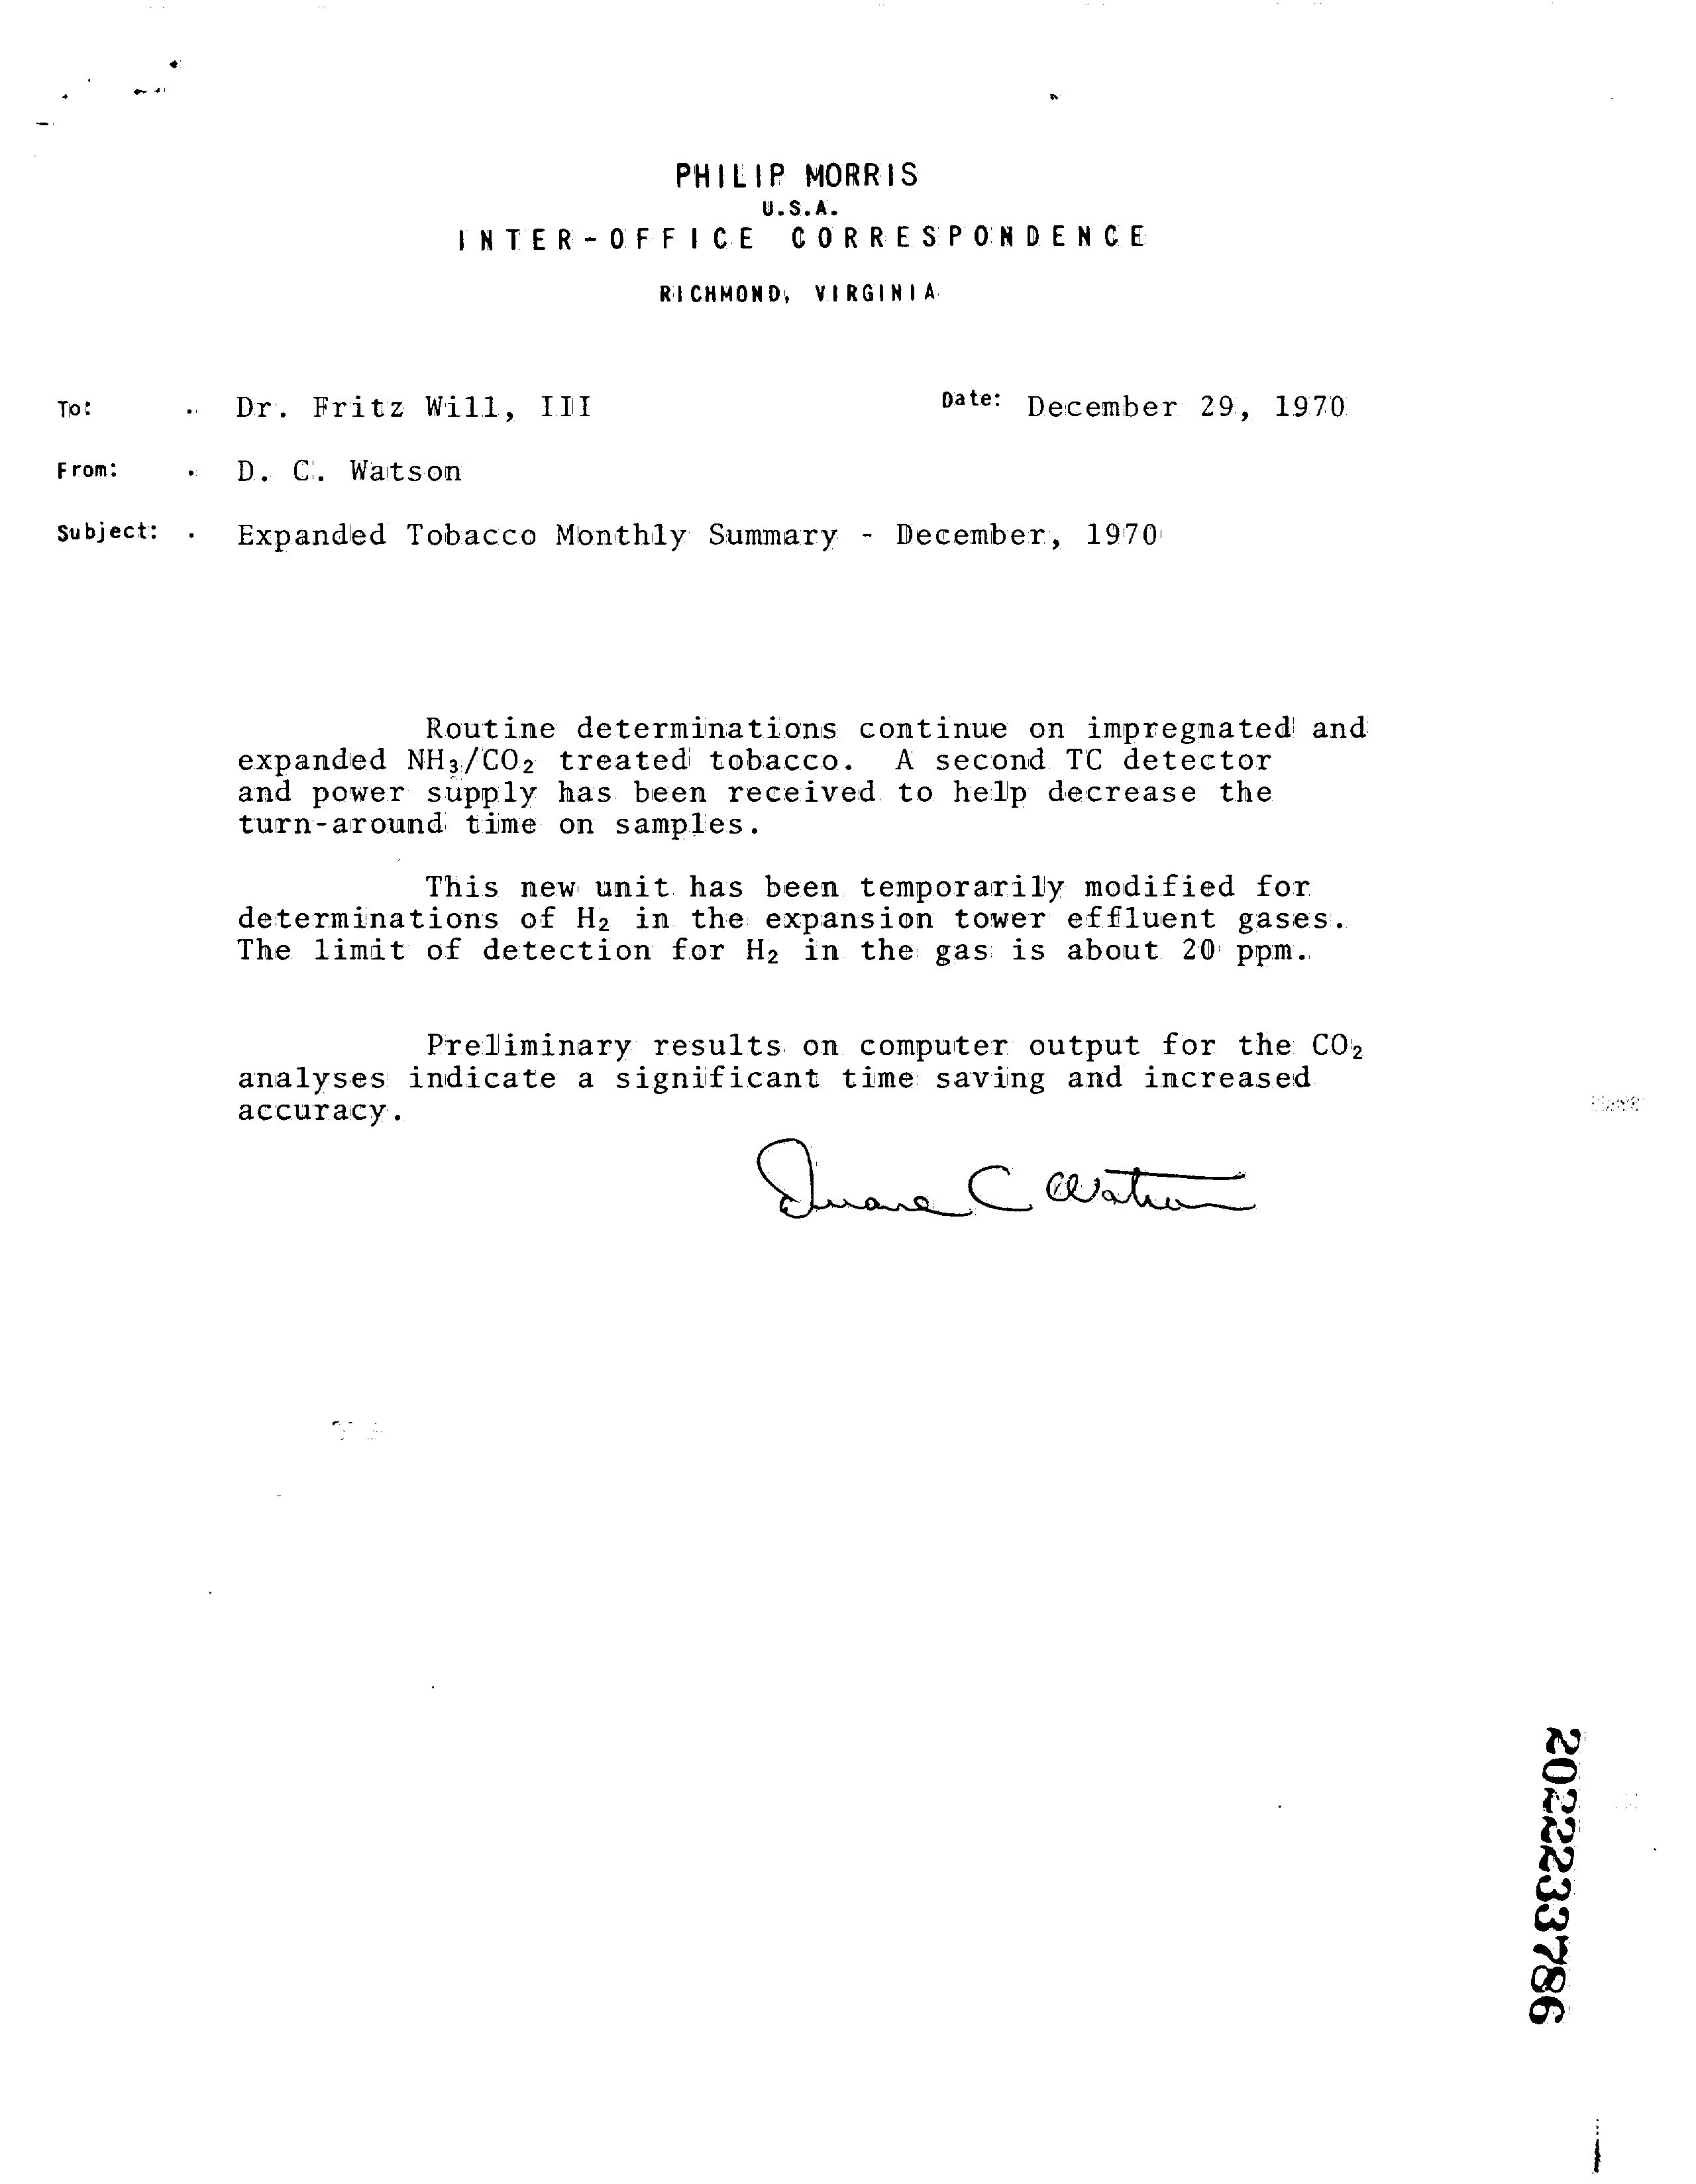 PHILIP MORRIS
U.S.A.
INTER-OFFICE CORRESPONDENCE
RICHMOND, VIRGINIA
To: . Dr. Fritz Will, III Date: December 29, 1970
From: . D. C. Watson
Subject: . Expanded Tobacco Monthly Summary - December, 1970
Routine determinations continue on impregnated and
expanded NH₃/CO₂ treated tobacco. A second TC detector
and power supply has been received to help decrease the
turn-around time on samples.
This new unit has been temporarily modified for
determinations of H₂ in the expansion tower effluent gases.
The limit of detection for H₂ in the gas is about 20 ppm.
Preliminary results on computer output for the CO₂
analyses indicate a significant time saving and increased
accuracy.
Duane C Watson
2022233786